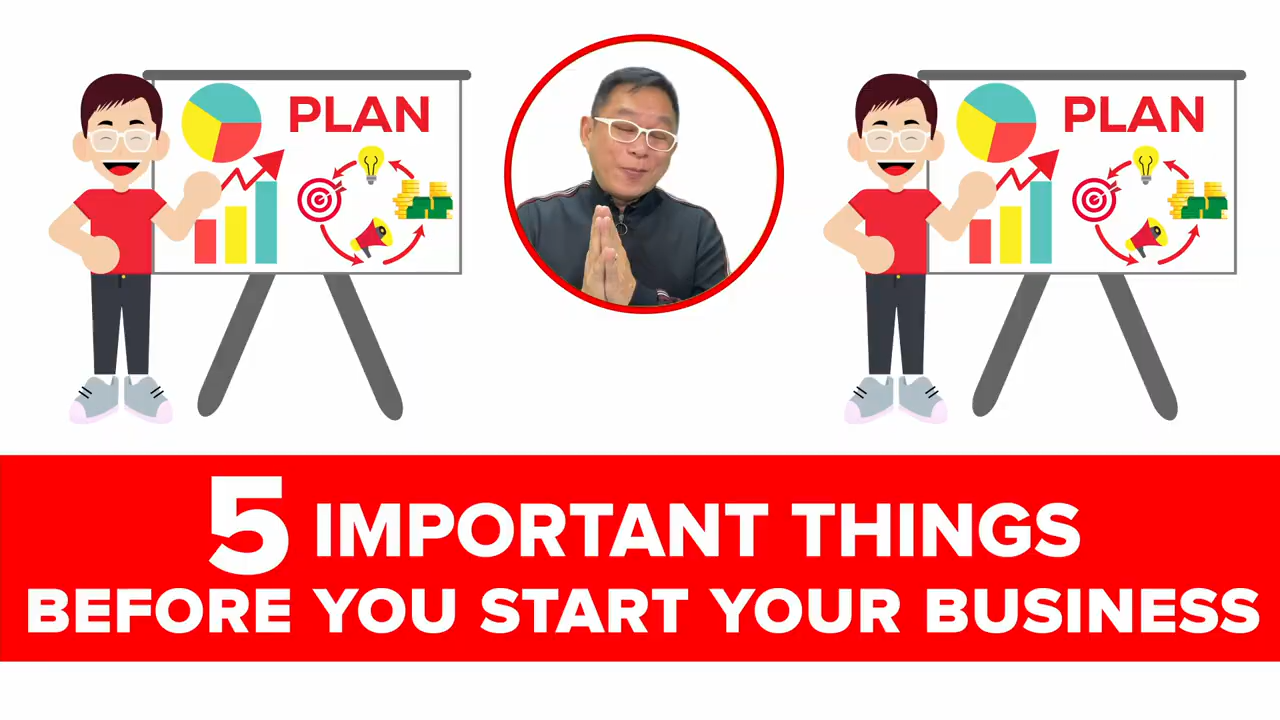 PLAN
PLAN
5 IMPORTANT THINGS
BEFORE YOU START YOUR BUSINESS